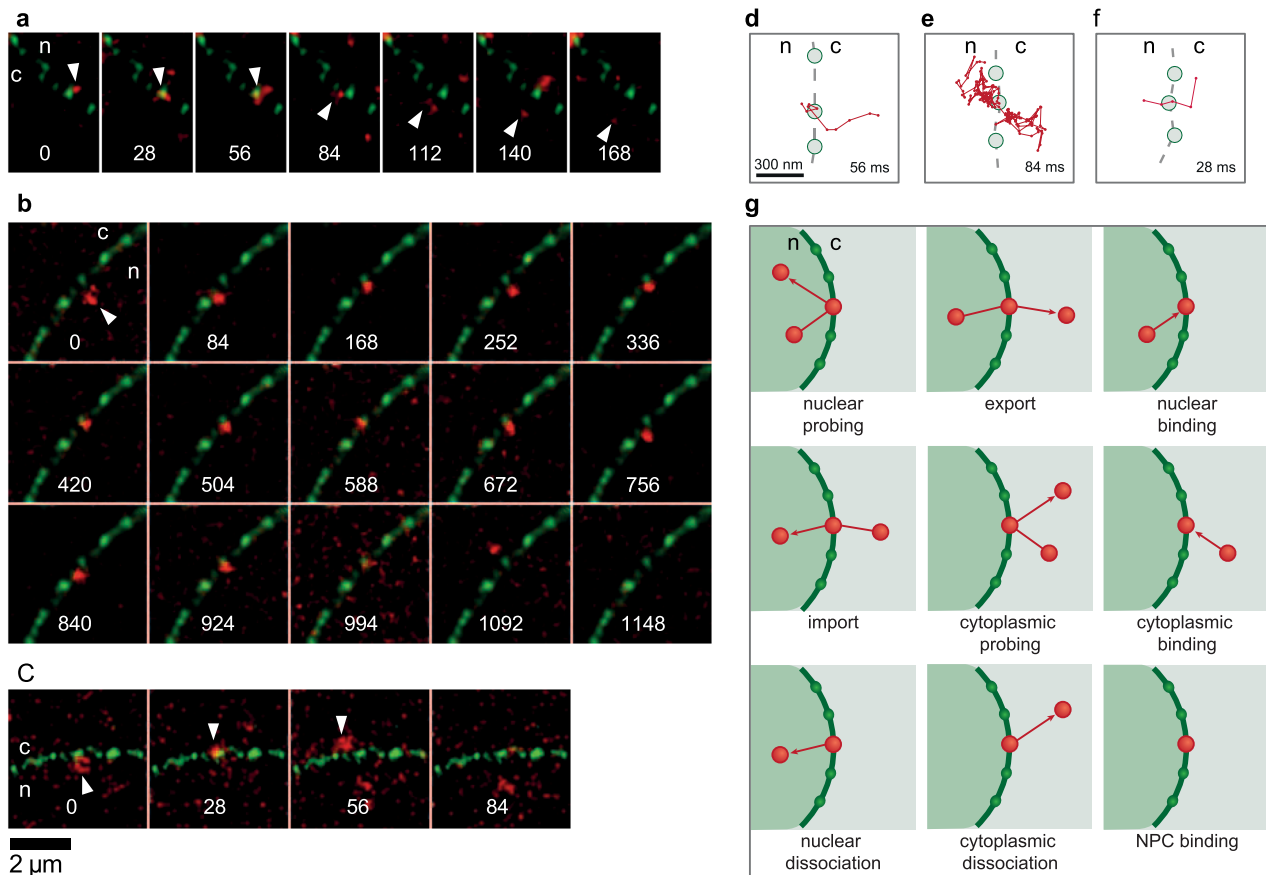 a
n
c
0 28 56 84 112 140 168
b
c
n
0 84 168 252 336
420 504 588 672 756
840 924 994 1092 1148
C
c
n
0 28 56 84
2 µm
d e f
n c n c n c
300 nm
56 ms 84 ms 28 ms
g
n c
nuclear probing
export
nuclear binding
import
cytoplasmic probing
cytoplasmic binding
nuclear dissociation
cytoplasmic dissociation
NPC binding